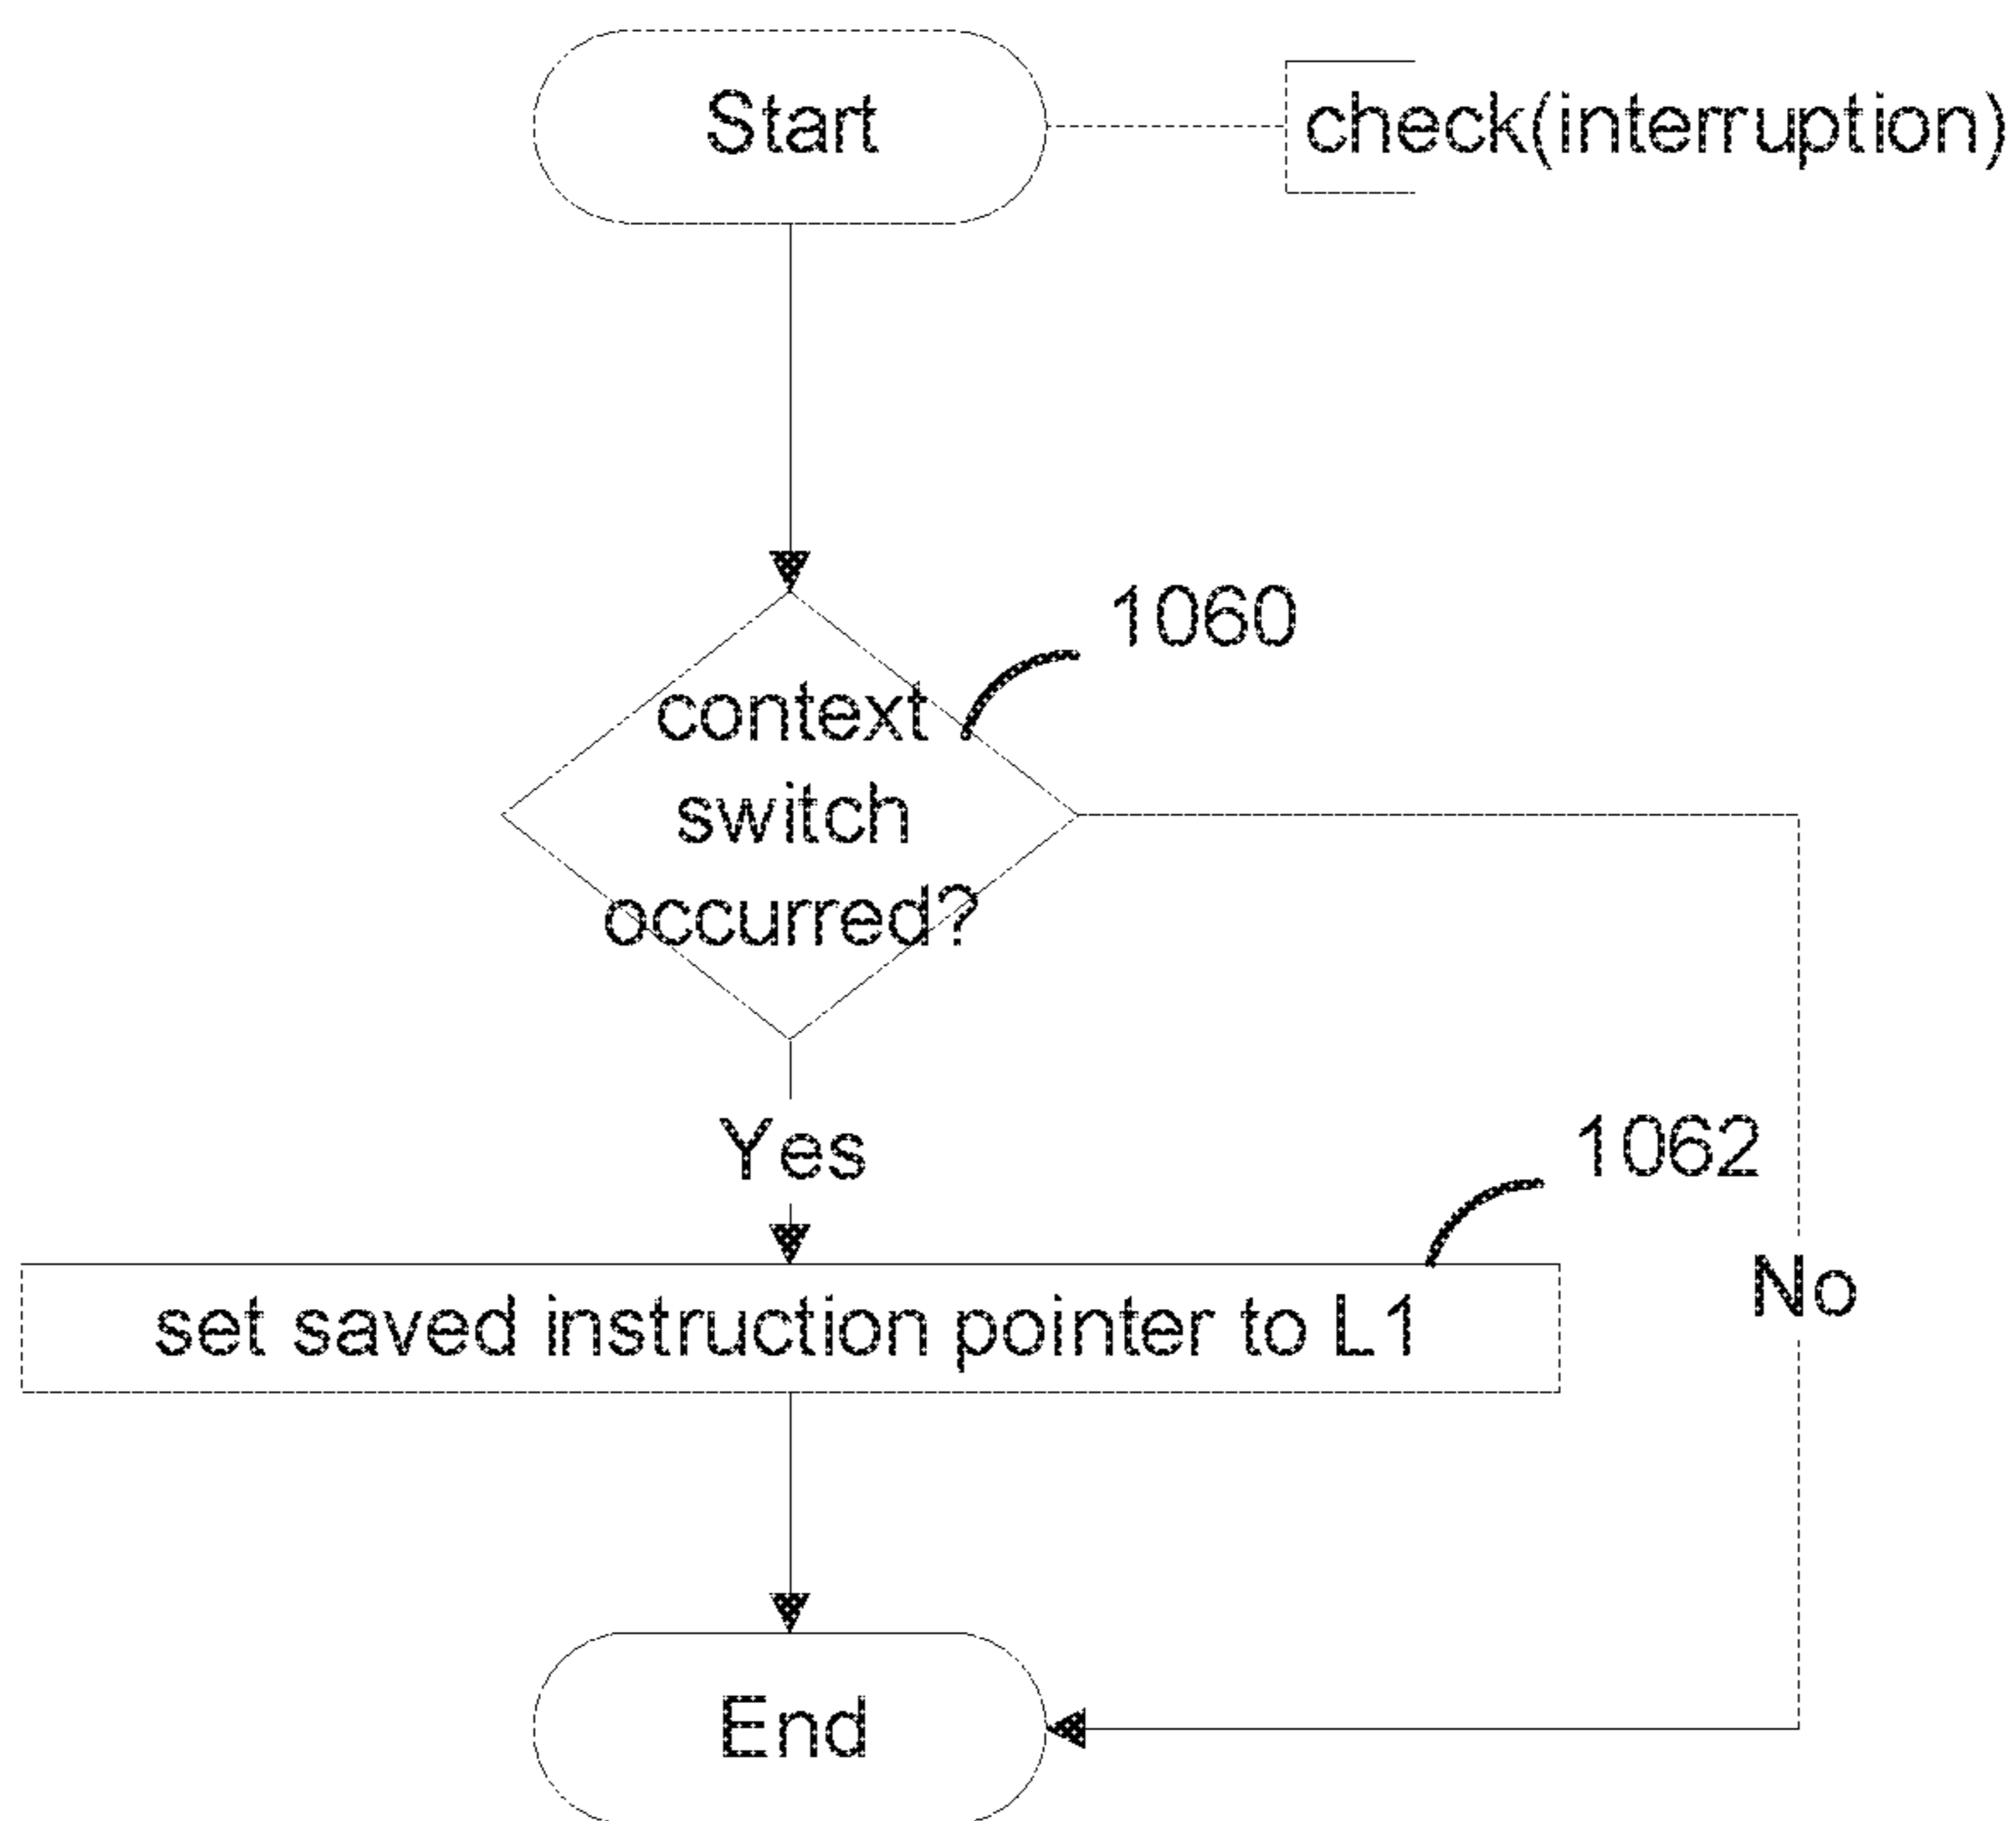 Start
check(interruption)
1060
context
switch
occurred?
Yes
1062
No
set saved instruction pointer to L1
End